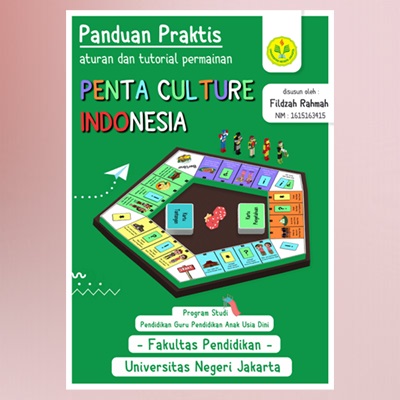 Panduan Praktis
aturan dan tutorial permainan
PENTA CULTURE
INDONESIA
disusun oleh :
Fildzah Rahmah
NIM : 1615163415
Program Studi
Pendidikan Guru Pendidikan Anak Usia Dini
- Fakultas Pendidikan -
Universitas Negeri Jakarta